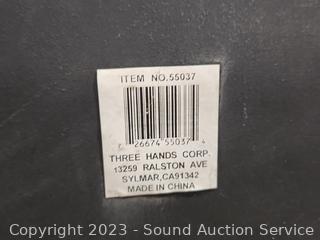 ITEM NO.55037
26674 55037 4
THREE HANDS CORP
13259 RALSTON AVE
SYLMAR,CA91342
MADE IN CHINA
Copyright 2023 - Sound Auction Service